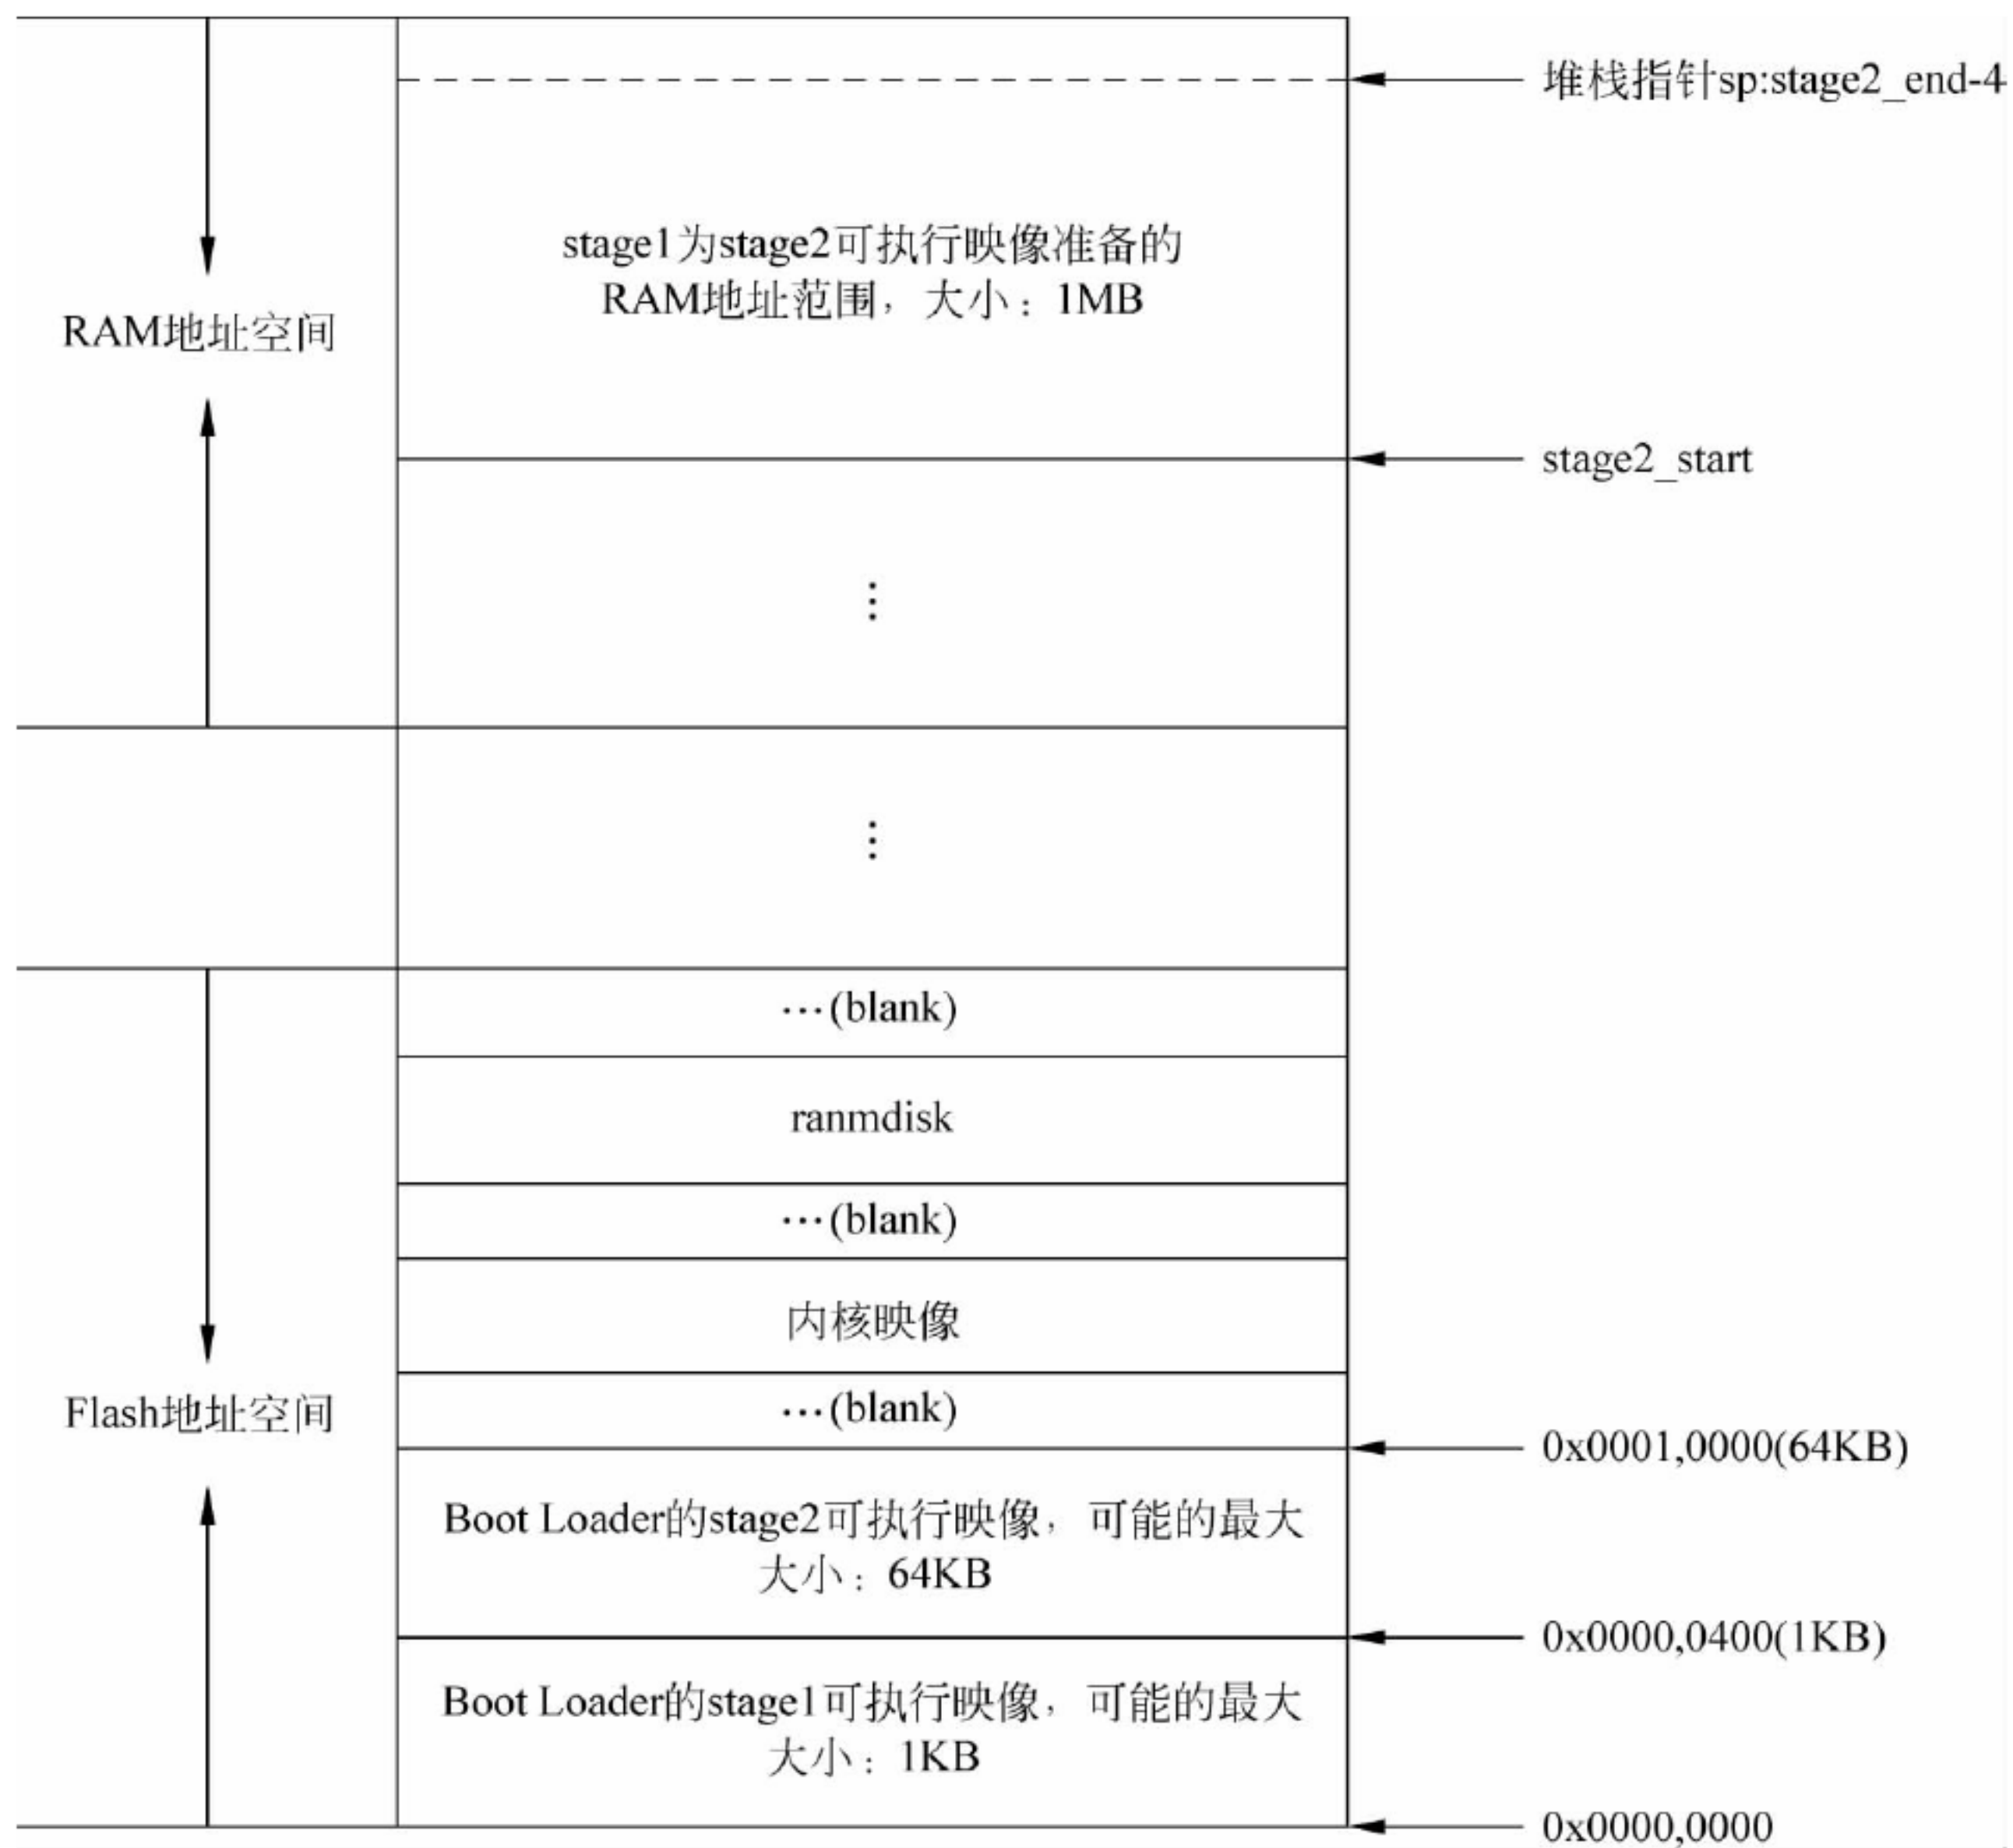 堆栈指针sp:stage2_end-4
stage1为stage2可执行映像准备的
RAM地址范围，大小：1MB
RAM地址空间
stage2_start
⋮
⋮
…(blank)
ranmdisk
…(blank)
内核映像
…(blank)
Flash地址空间
0x0001,0000(64KB)
Boot Loader的stage2可执行映像，可能的最大
大小：64KB
0x0000,0400(1KB)
Boot Loader的stage1可执行映像，可能的最大
大小：1KB
0x0000,0000